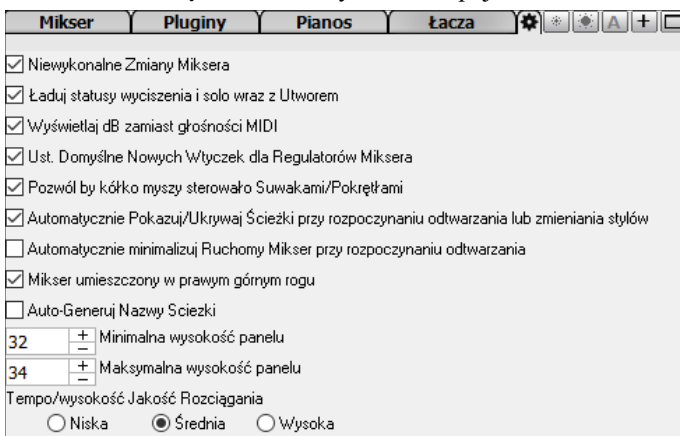 Mikser Pluginy Pianos Łacza A +
Niewykonalne Zmiany Miksera
Ładuj statusy wyciszenia i solo wraz z Utworem
Wyświetlaj dB zamiast głośności MIDI
Ust. Domyślne Nowych Wtyczek dla Regulatorów Miksera
Pozwól by kółko myszy sterowało Suwakami/Pokrętłami
Automatycznie Pokazuj/Ukrywaj Ścieżki przy rozpoczynaniu odtwarzania lub zmieniania stylów
Automatycznie minimalizuj Ruchomy Mikser przy rozpoczynaniu odtwarzania
Mikser umieszczony w prawym górnym rogu
Auto-Generuj Nazwy Sciezki
32 + − Minimalna wysokość panelu
34 + − Maksymalna wysokość panelu
Tempo/wysokość Jakość Rozciągania
Niska Średnia Wysoka